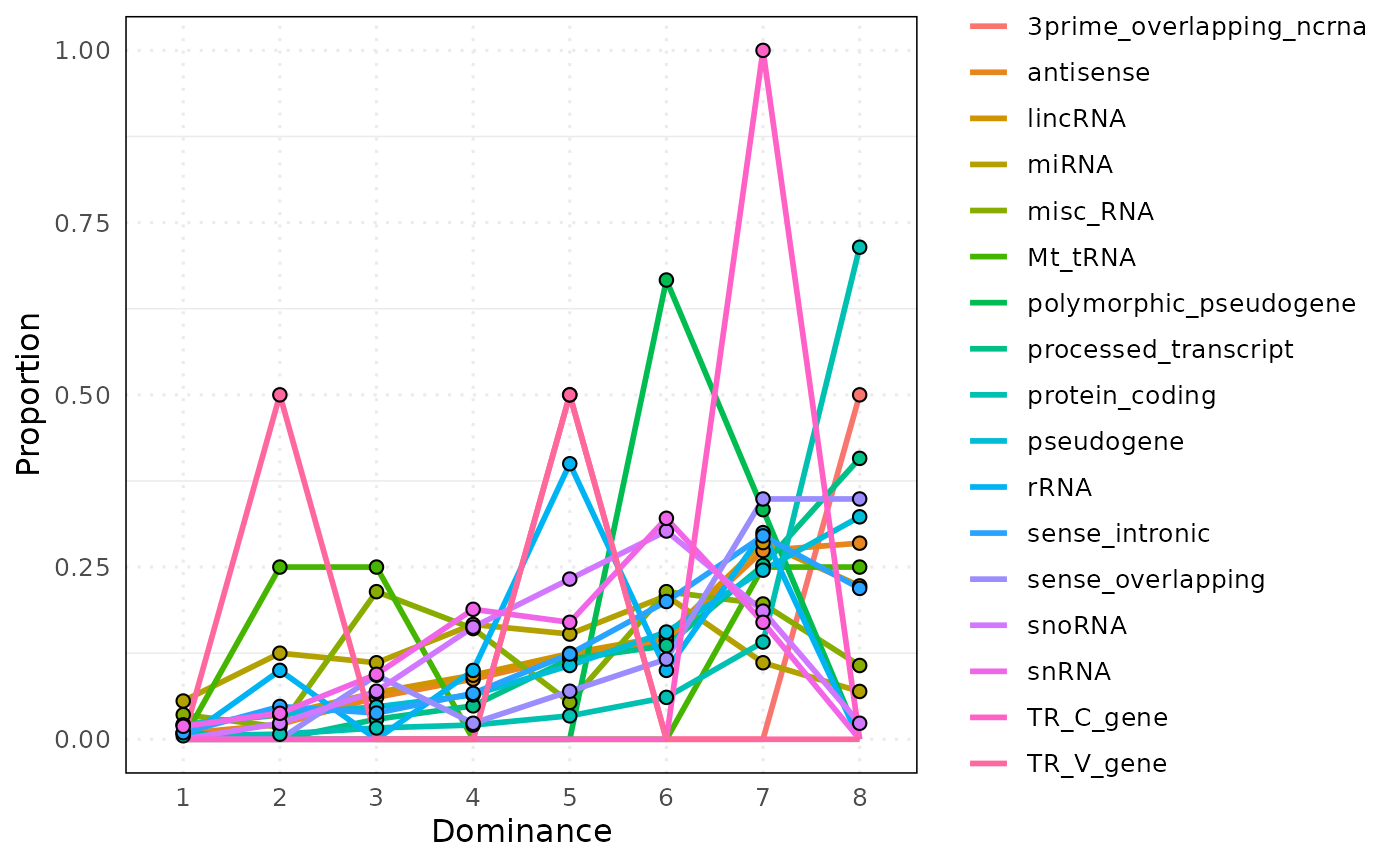 1.00
0.75
0.50
0.25
0.00
Proportion
1 2 3 4 5 6 7 8
Dominance
3prime_overlapping_ncrna
antisense
lincRNA
miRNA
misc_RNA
Mt_tRNA
polymorphic_pseudogene
processed_transcript
protein_coding
pseudogene
rRNA
sense_intronic
sense_overlapping
snoRNA
snRNA
TR_C_gene
TR_V_gene